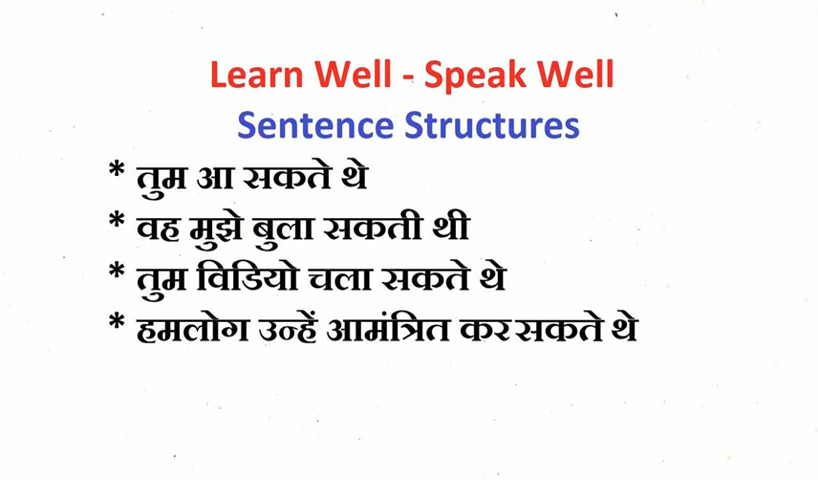 Learn Well - Speak Well
Sentence Structures
* तुम आ सकते थे
* वह मुझे बुला सकती थी
* तुम विडियो चला सकते थे
* हमलोग उन्हें आमंत्रित कर सकते थे